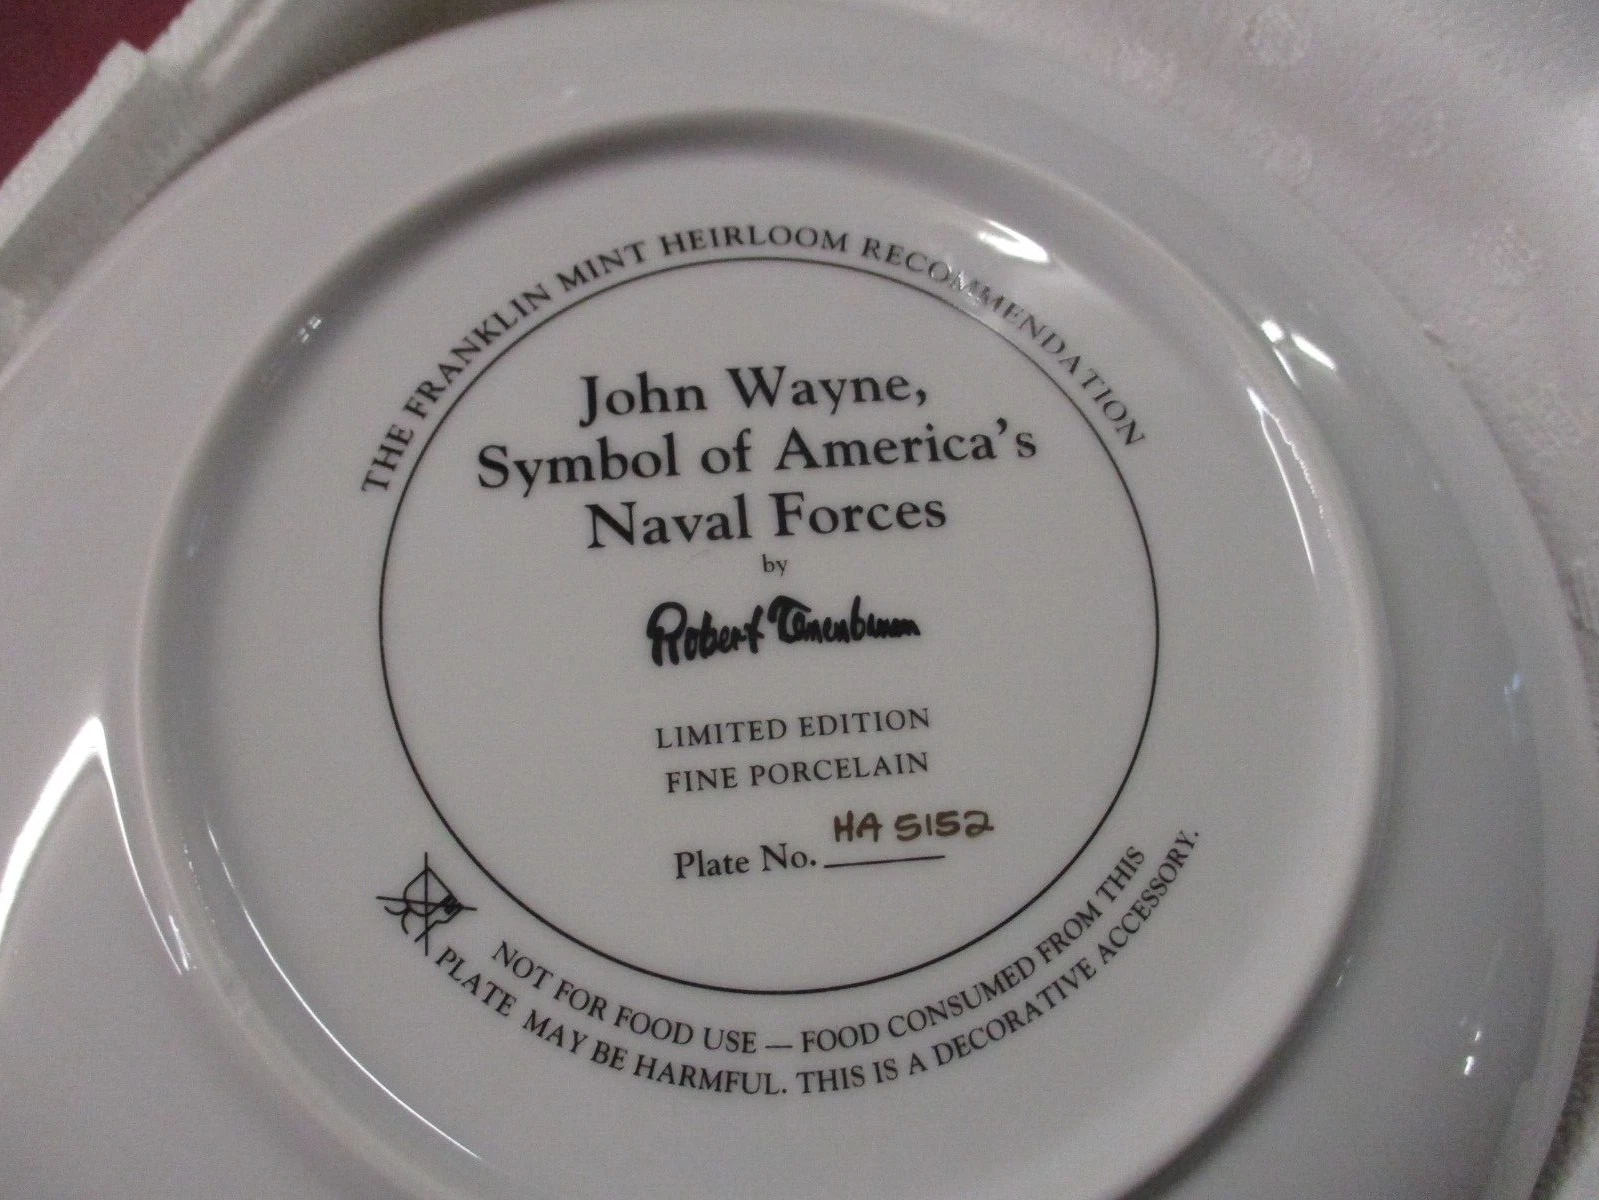 THE FRANKLIN MINT HEIRLOOM RECOMMENDATION
John Wayne,
Symbol of America's
Naval Forces
by
Robert Tanenbaum
LIMITED EDITION
FINE PORCELAIN
Plate No. HA 5152
NOT FOR FOOD USE — FOOD CONSUMED FROM THIS
PLATE MAY BE HARMFUL. THIS IS A DECORATIVE ACCESSORY.